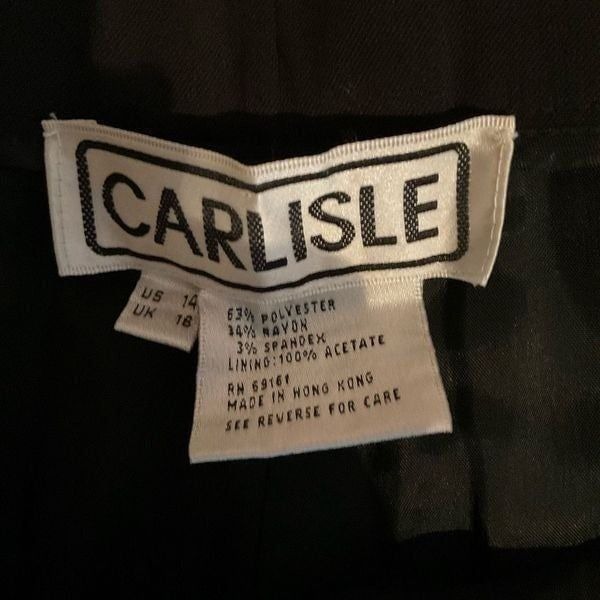 CARLISLE
US 14
UK 16
63% POLYESTER
34% RAYON
3% SPANDEX
LINING:100% ACETATE
RN 69161
MADE IN HONG KONG
SEE REVERSE FOR CARE